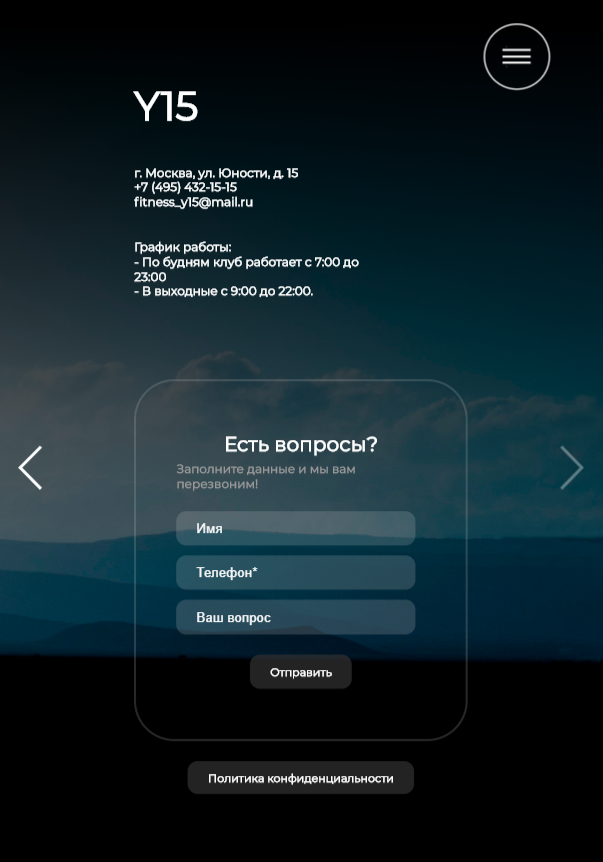 Y15
г. Москва, ул. Юности, д. 15
+7 (495) 432-15-15
fitness_y15@mail.ru
График работы:
- По будням клуб работает с 7:00 до
23:00
- В выходные с 9:00 до 22:00.
Есть вопросы?
Заполните данные и мы вам
перезвоним!
Имя
Телефон*
Ваш вопрос
Отправить
Политика конфиденциальности